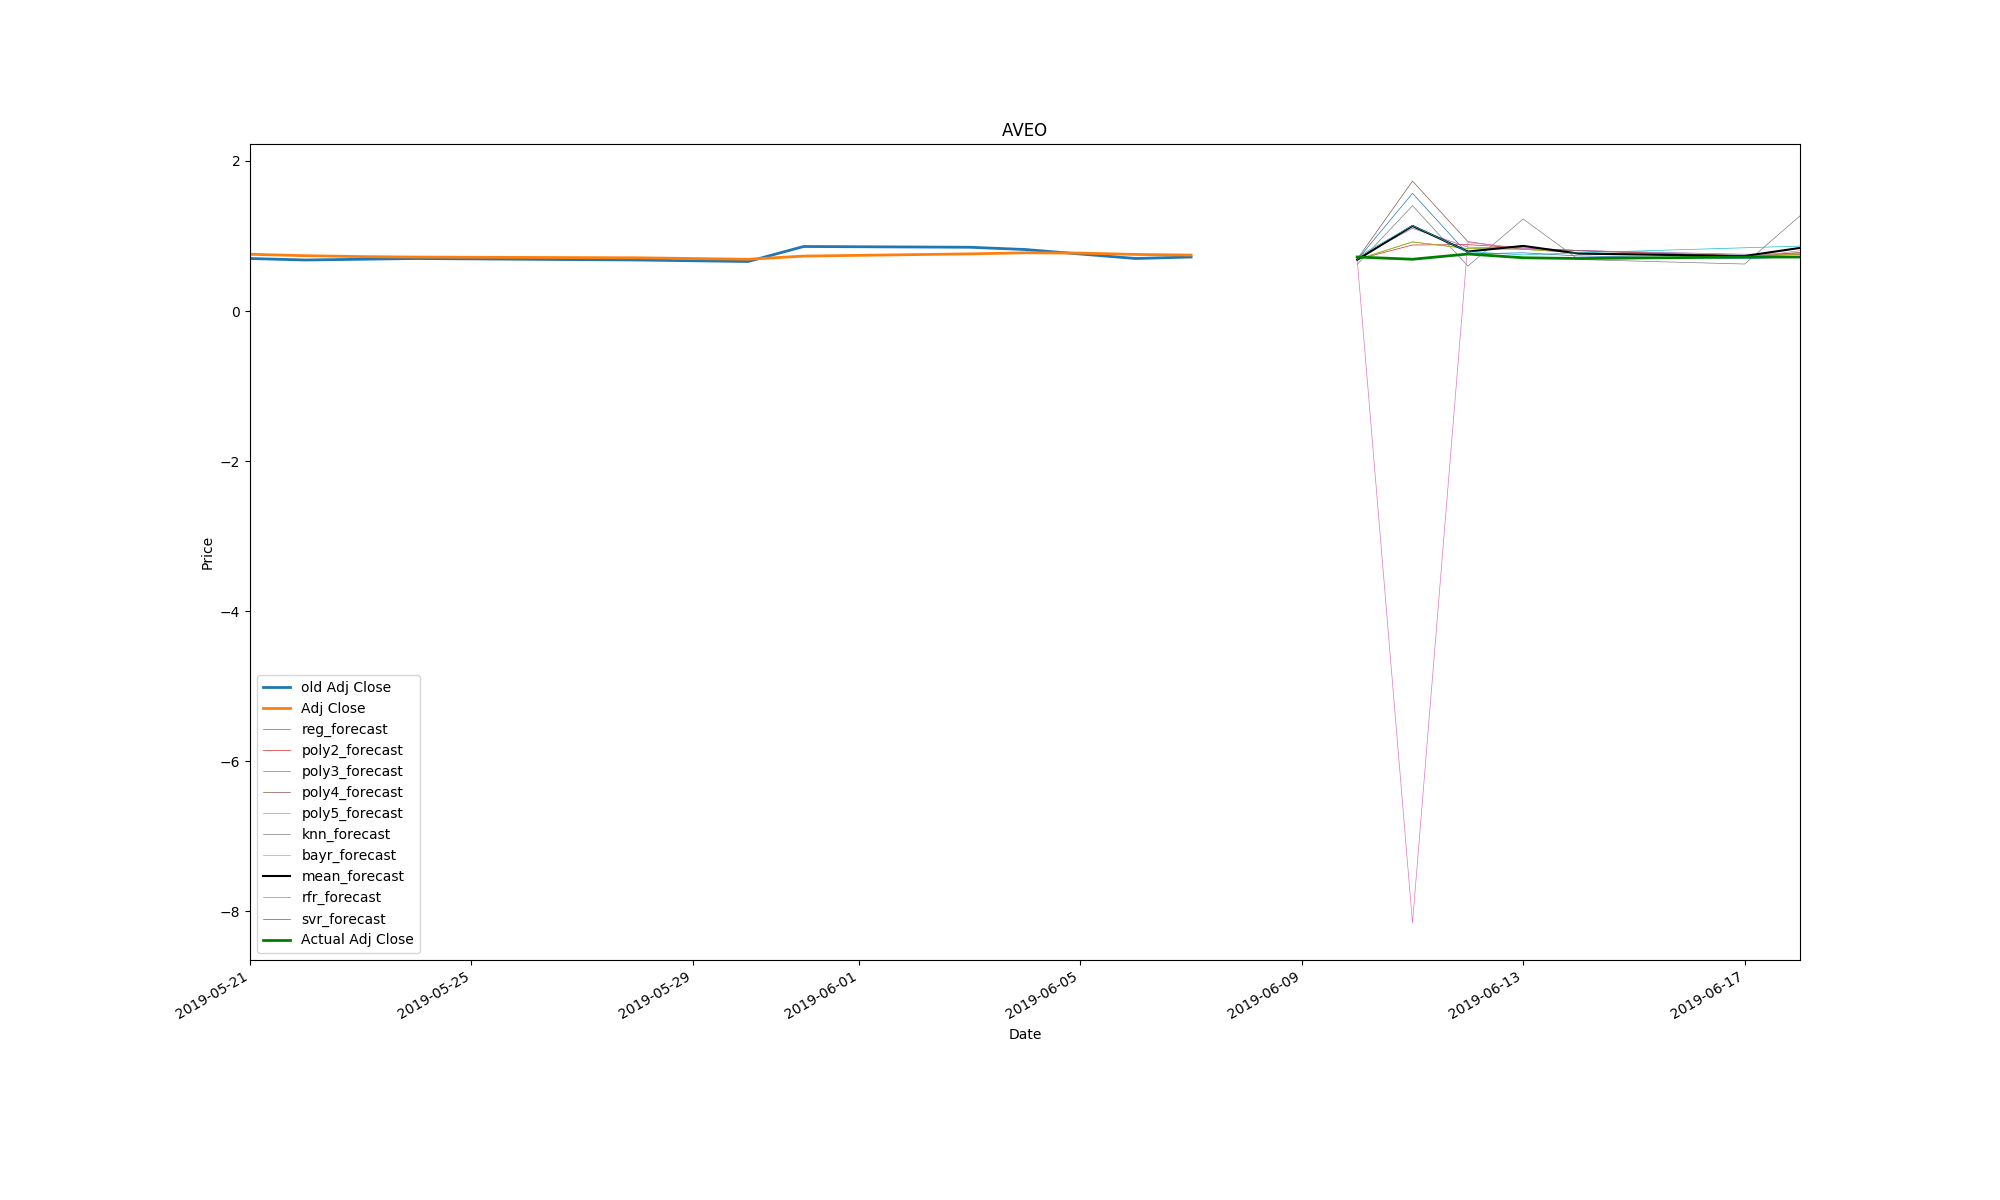 AVEO
2
0
−2
−4
−6
−8
Price
old Adj Close
Adj Close
reg_forecast
poly2_forecast
poly3_forecast
poly4_forecast
poly5_forecast
knn_forecast
bayr_forecast
mean_forecast
rfr_forecast
svr_forecast
Actual Adj Close
2019-05-21
2019-05-25
2019-05-29
2019-06-01
2019-06-05
2019-06-09
2019-06-13
2019-06-17
Date